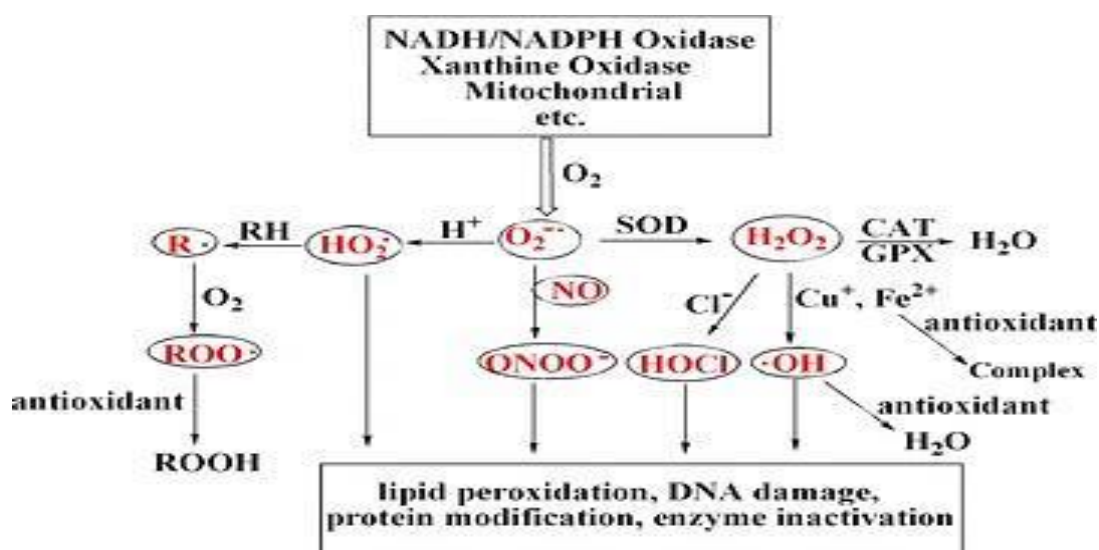 NADH/NADPH Oxidase
Xanthine Oxidase
Mitochondrial
etc.
O₂
R· RH HO₂· H⁺ O₂⁻· SOD H₂O₂ CAT GPX H₂O
O₂ NO Cl⁻ Cu⁺, Fe²⁺
antioxidant
ROO· ONOO⁻ HOCl ·OH Complex
antioxidant antioxidant
ROOH H₂O
lipid peroxidation, DNA damage,
protein modification, enzyme inactivation